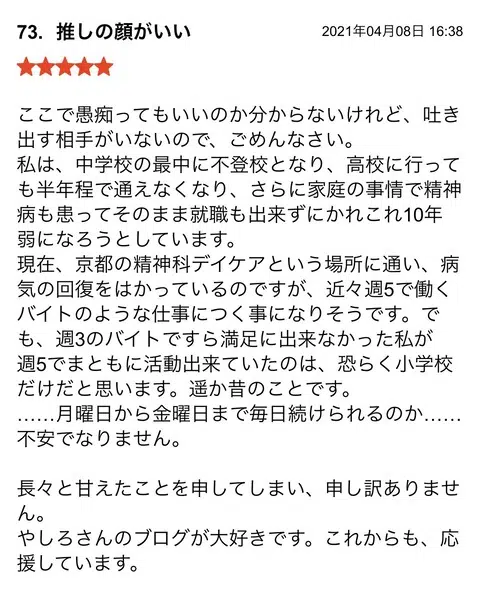 73. 推しの顔がいい 2021年04月08日 16:38
★★★★★
ここで愚痴ってもいいのか分からないけれど、吐き
出す相手がいないので、ごめんなさい。
私は、中学校の最中に不登校となり、高校に行って
も半年程で通えなくなり、さらに家庭の事情で精神
病も患ってそのまま就職も出来ずにかれこれ10年
弱になろうとしています。
現在、京都の精神科デイケアという場所に通い、病
気の回復をはかっているのですが、近々週5で働く
バイトのような仕事につく事になりそうです。で
も、週3のバイトですら満足に出来なかった私が
週5でまともに活動出来ていたのは、恐らく小学校
だけだと思います。遥か昔のことです。
……月曜日から金曜日まで毎日続けられるのか……
不安でなりません。
長々と甘えたことを申してしまい、申し訳ありませ
ん。
やしろさんのブログが大好きです。これからも、応
援しています。